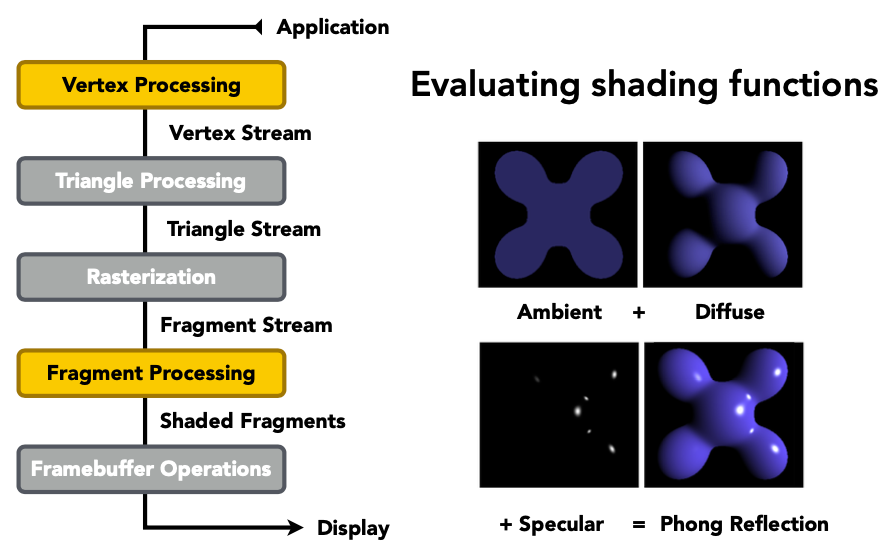 Application
Vertex Processing
Vertex Stream
Triangle Processing
Triangle Stream
Rasterization
Fragment Stream
Fragment Processing
Shaded Fragments
Framebuffer Operations
Display
Evaluating shading functions
Ambient + Diffuse
+ Specular = Phong Reflection